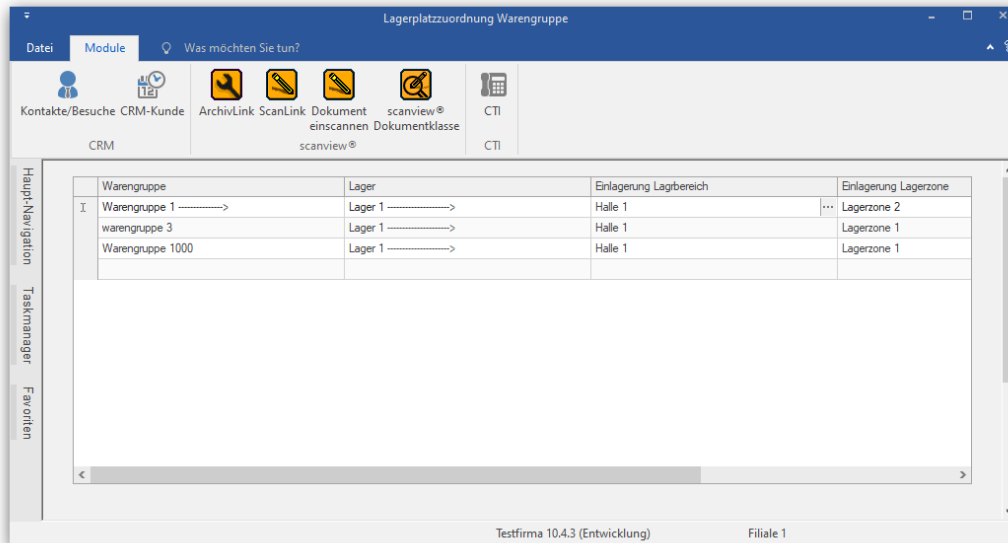 Lagerplatzzuordnung Warengruppe
Datei Module Was möchten Sie tun?
Kontakte/Besuche CRM-Kunde ArchivLink ScanLink Dokument einscannen scanview® Dokumentklasse CTI
CRM scanview® CTI
Haupt-Navigation
Taskmanager
Favoriten
Warengruppe Lager Einlagerung Lagrbereich Einlagerung Lagerzone
Warengruppe 1 ---------------> Lager 1 ---------------------> Halle 1 ... Lagerzone 2
warengruppe 3 Lager 1 ---------------------> Halle 1 Lagerzone 1
Warengruppe 1000 Lager 1 ---------------------> Halle 1 Lagerzone 1
Testfirma 10.4.3 (Entwicklung) Filiale 1